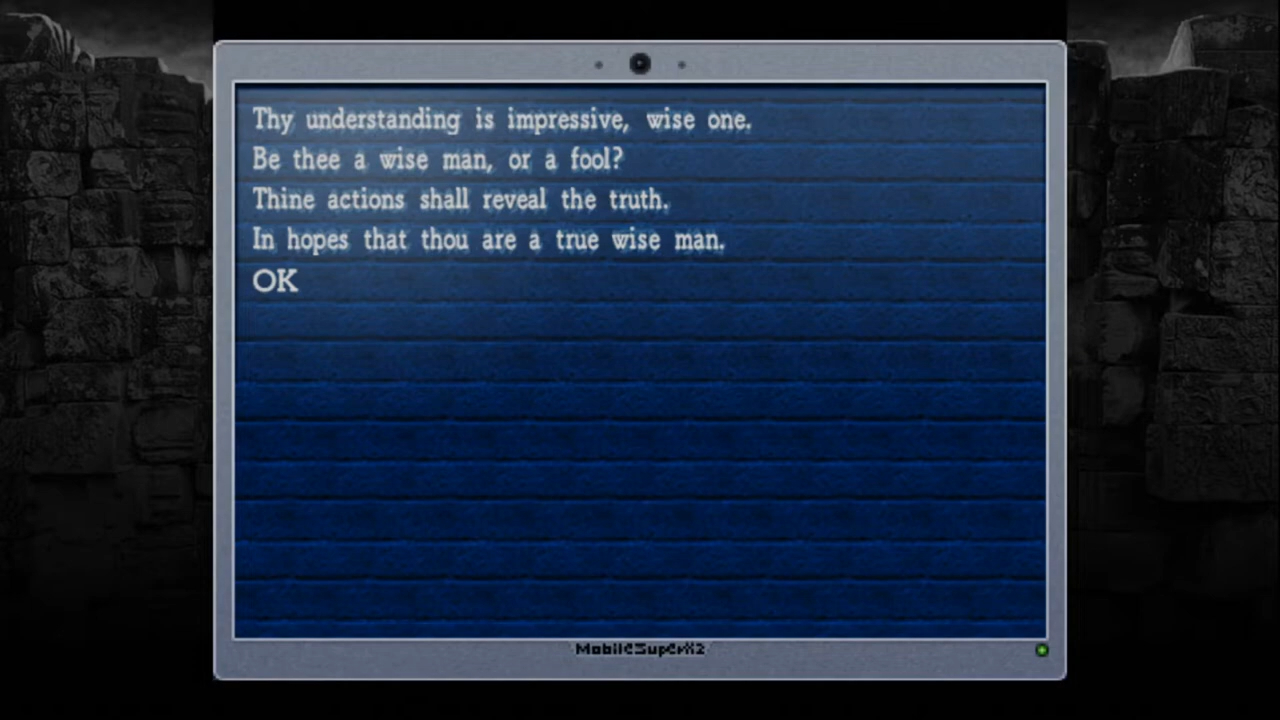 Thy understanding is impressive, wise one.
Be thee a wise man, or a fool?
Thine actions shall reveal the truth.
In hopes that thou are a true wise man.
OK
MobileSuperX2